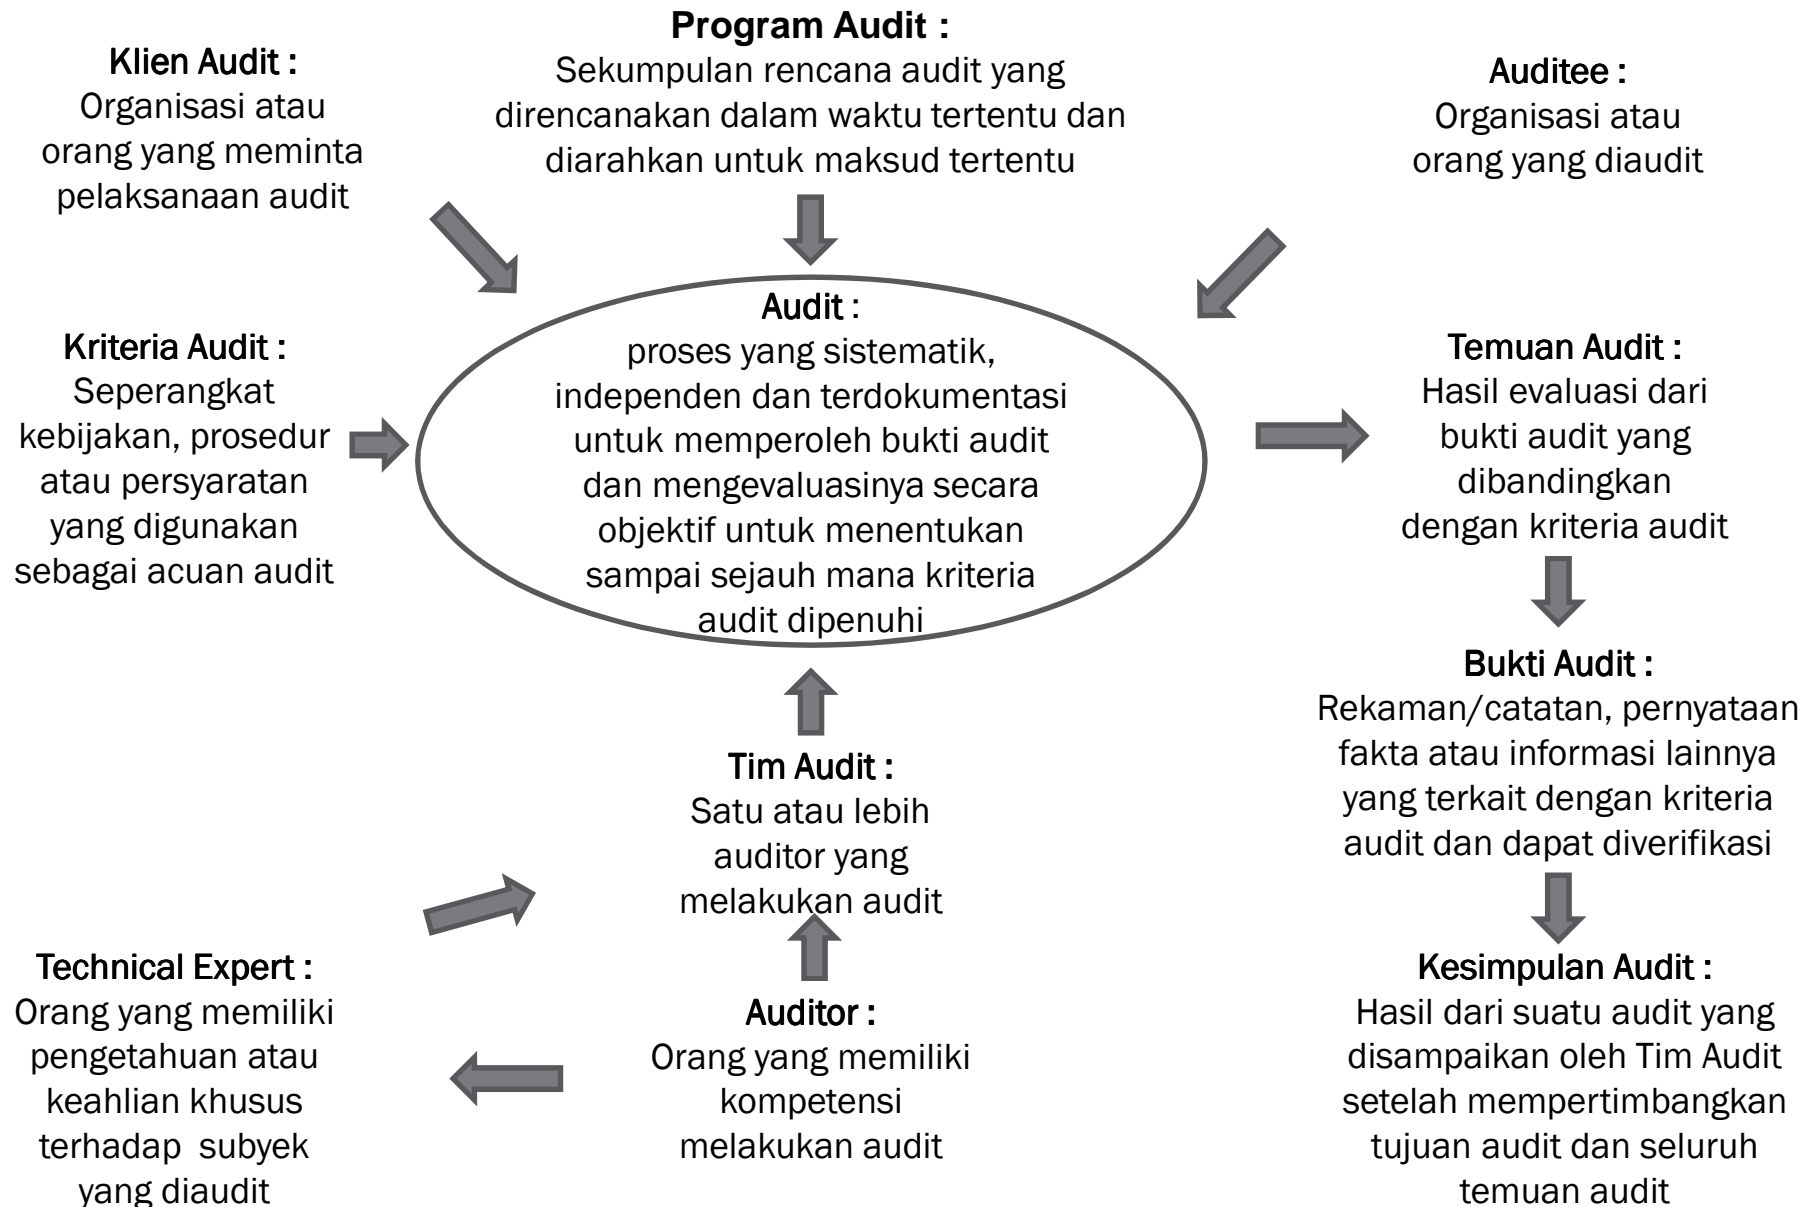 Program Audit :
Sekumpulan rencana audit yang
direncanakan dalam waktu tertentu dan
diarahkan untuk maksud tertentu
Klien Audit :
Organisasi atau
orang yang meminta
pelaksanaan audit
Auditee :
Organisasi atau
orang yang diaudit
Kriteria Audit :
Seperangkat
kebijakan, prosedur
atau persyaratan
yang digunakan
sebagai acuan audit
Audit :
proses yang sistematik,
independen dan terdokumentasi
untuk memperoleh bukti audit
dan mengevaluasinya secara
objektif untuk menentukan
sampai sejauh mana kriteria
audit dipenuhi
Temuan Audit :
Hasil evaluasi dari
bukti audit yang
dibandingkan
dengan kriteria audit
Bukti Audit :
Rekaman/catatan, pernyataan
fakta atau informasi lainnya
yang terkait dengan kriteria
audit dan dapat diverifikasi
Tim Audit :
Satu atau lebih
auditor yang
melakukan audit
Technical Expert :
Orang yang memiliki
pengetahuan atau
keahlian khusus
terhadap  subyek
yang diaudit
Auditor :
Orang yang memiliki
kompetensi
melakukan audit
Kesimpulan Audit :
Hasil dari suatu audit yang
disampaikan oleh Tim Audit
setelah mempertimbangkan
tujuan audit dan seluruh
temuan audit